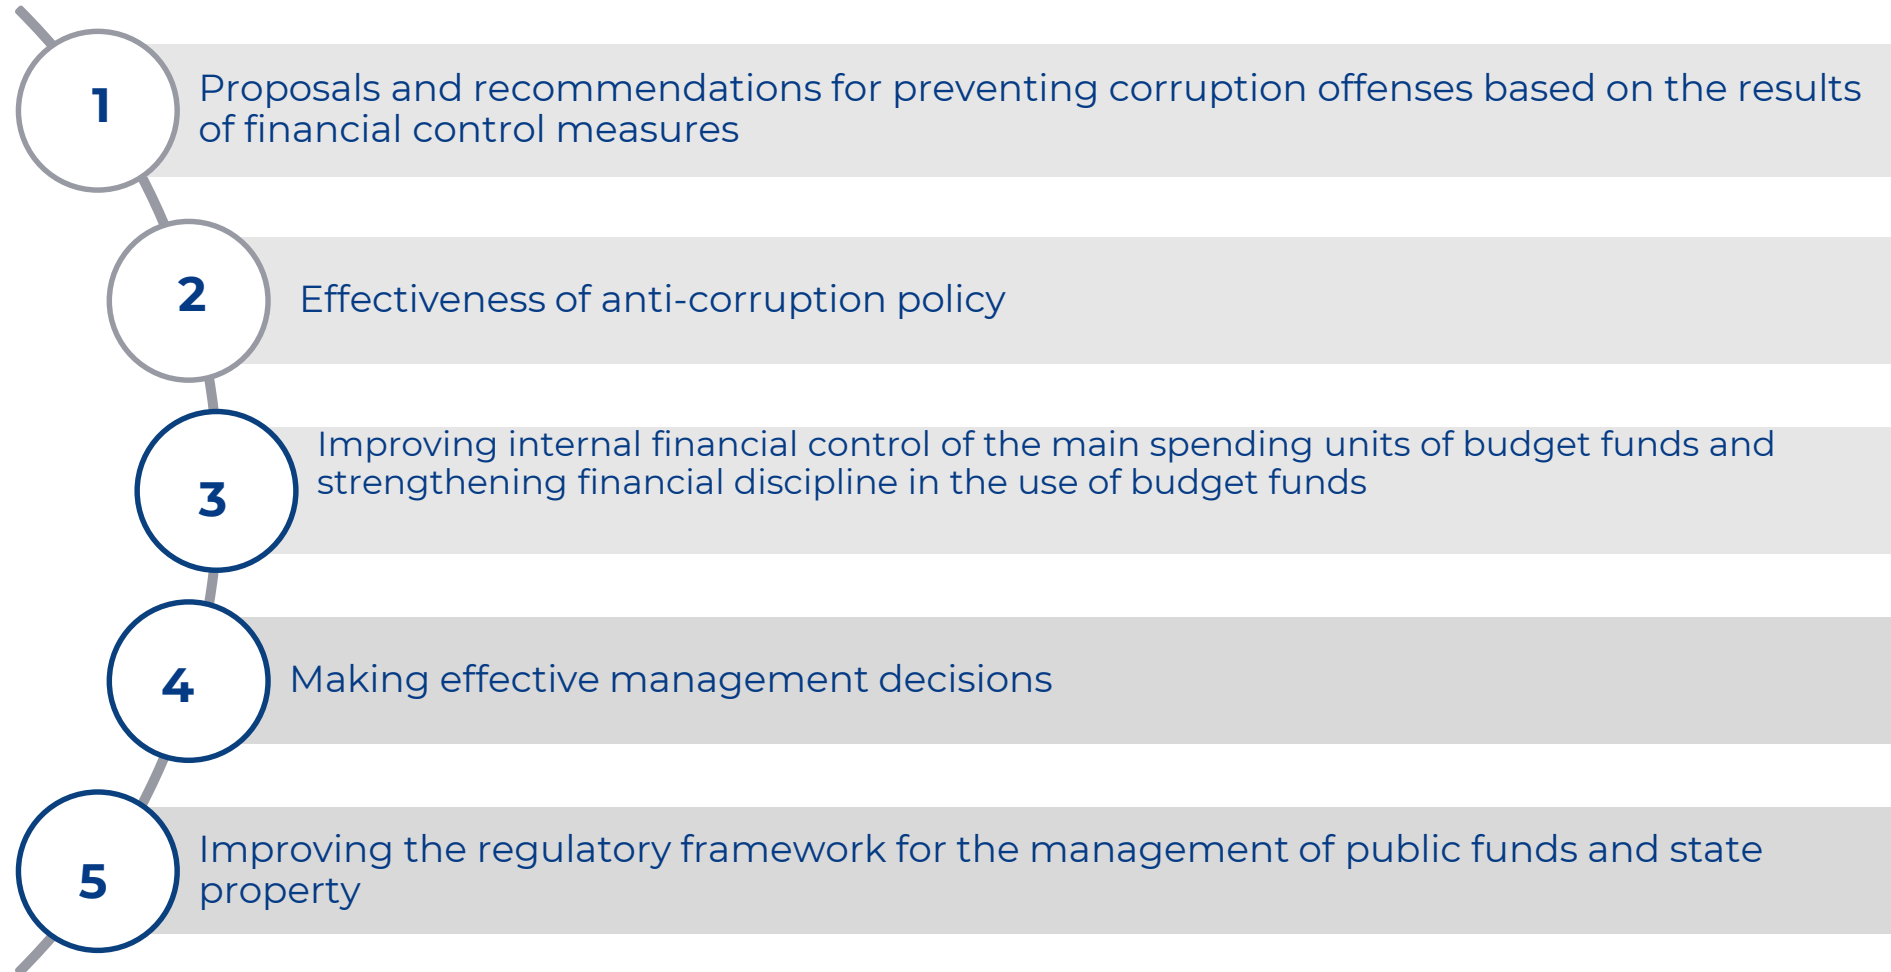 1
Proposals and recommendations for preventing corruption offenses based on the results
of financial control measures
2
Effectiveness of anti-corruption policy
3
Improving internal financial control of the main spending units of budget funds and
strengthening financial discipline in the use of budget funds
4
Making effective management decisions
5
Improving the regulatory framework for the management of public funds and state
property